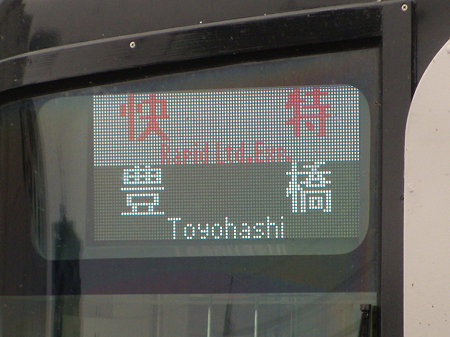 快特
Rapid Ltd.Exp.
豊橋
Toyohashi